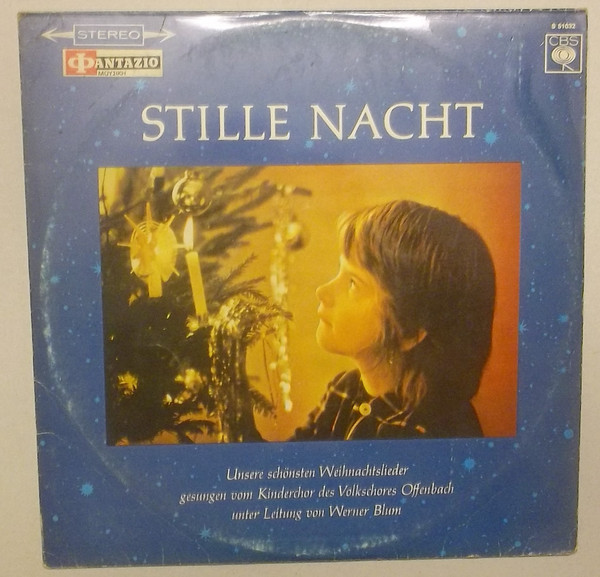 STEREO
S 51032
ΦANTAZIO
ΜΟΥΣΙΚΗ
CBS
STILLE NACHT
Unsere schönsten Weihnachtslieder
gesungen vom Kinderchor des Volkschores Offenbach
unter Leitung von Werner Blum